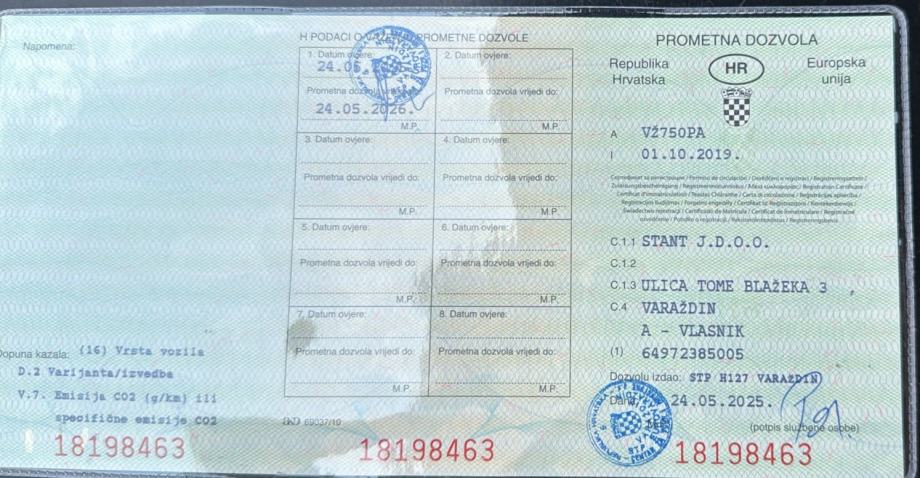 Napomena:
Dopuna kazala: (16) Vrsta vozila
D.2 Varijanta/izvedba
V.7. Emisija CO2 (g/km) ili
specifične emisije CO2
18198463
H PODACI O PROMETNE DOZVOLE
1. Datum ovjere:
24.05.
Prometna dozvola vrijedi do:
24.05.2026.
M.P.
2. Datum ovjere:
Prometna dozvola vrijedi do:
M.P.
3. Datum ovjere:
Prometna dozvola vrijedi do:
M.P.
4. Datum ovjere:
Prometna dozvola vrijedi do:
M.P.
5. Datum ovjere:
Prometna dozvola vrijedi do:
M.P.
6. Datum ovjere:
Prometna dozvola vrijedi do:
M.P.
7. Datum ovjere:
Prometna dozvola vrijedi do:
M.P.
8. Datum ovjere:
Prometna dozvola vrijedi do:
M.P.
69037/10
18198463
PROMETNA DOZVOLA
Republika Hrvatska
HR
Europska unija
A VŽ750PA
I 01.10.2019.
C.1.1 STANT J.D.O.O.
C.1.2
C.1.3 ULICA TOME BLAŽEKA 3 ,
C.4 VARAŽDIN
A - VLASNIK
(1) 64972385005
Dozvolu izdao: STP H127 VARAŽDIN
24.05.2025.
(potpis službene osobe)
18198463